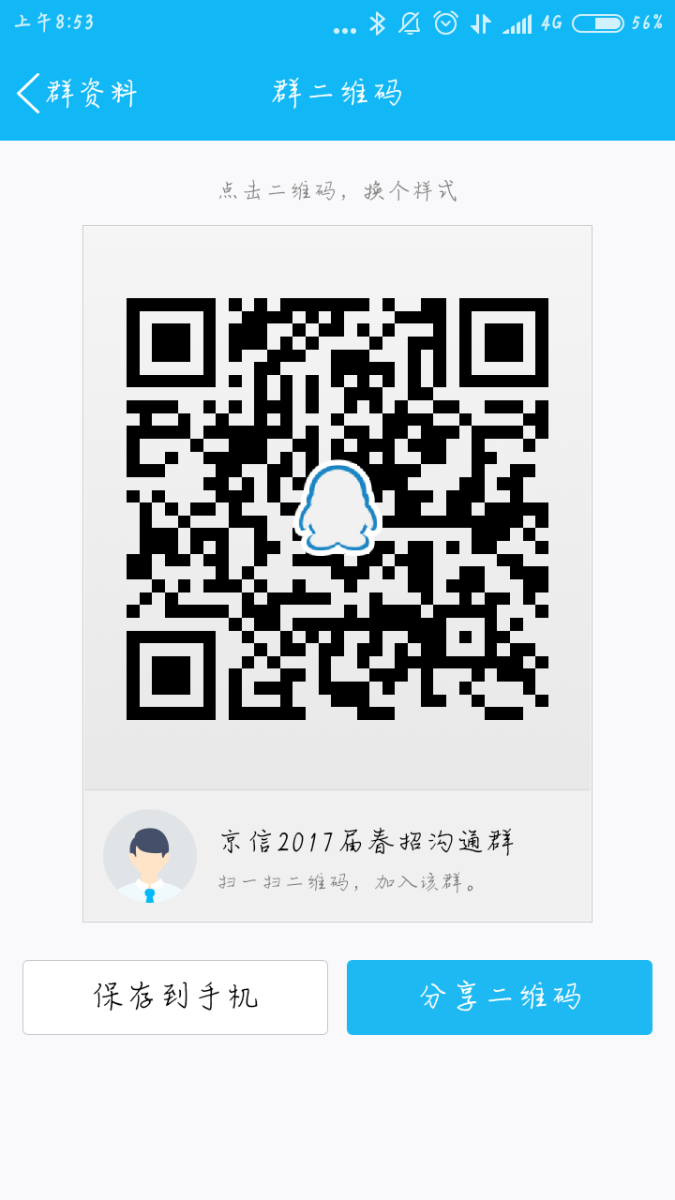 上午8:53
4G
56%
群资料
群二维码
点击二维码，换个样式
京信2017届春招沟通群
扫一扫二维码，加入该群。
保存到手机
分享二维码